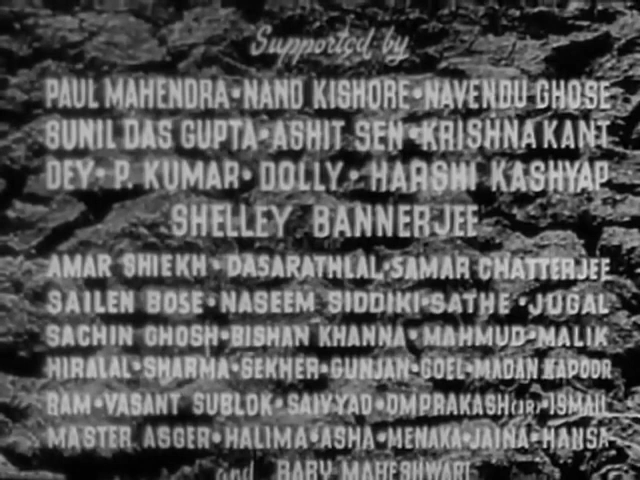 Supported by
PAUL MAHENDRA•NAND KISHORE•NAVENDU GHOSE
SUNIL DAS GUPTA•ASHIT SEN•KRISHNA KANT
DEY•P. KUMAR•DOLLY•HARSHI KASHYAP
SHELLEY BANNERJEE
AMAR SHIEKH•DASARATHLAL•SAMAR CHATTERJEE
SAILEN BOSE•NASEEM SIDDIKI•SATHE•JUGAL
SACHIN GHOSH•BISHAN KHANNA•MAHMUD•MALIK
HIRALAL•SHARMA•SEKHER•GUNJAN•GOEL•MADAN KAPOOR
RAM•VASANT SUBLOK•SAIYYAD•OMPRAKASH(JR)•ISMAIL
MASTER ASGER•HALIMA•ASHA•MENAKA•JAINA•HANSA
and BABY MAHESHWARI